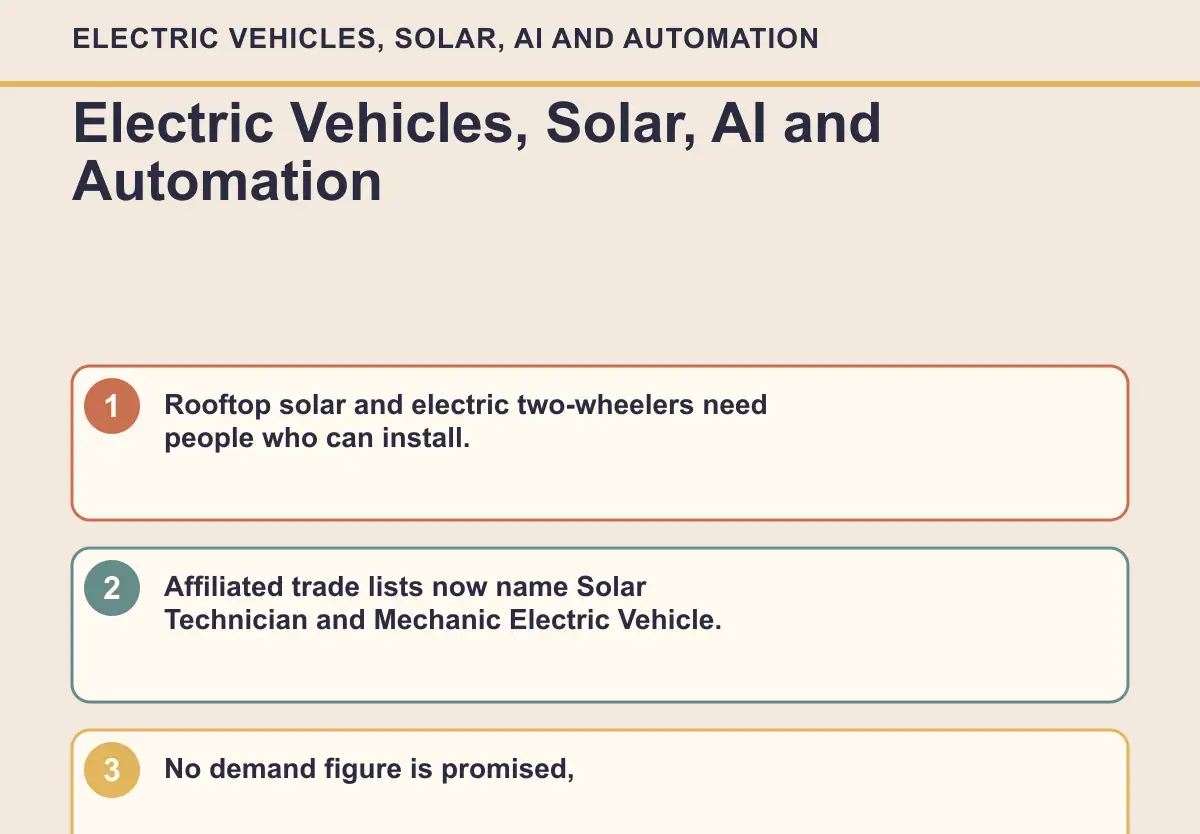 ELECTRIC VEHICLES, SOLAR, AI AND AUTOMATION
Electric Vehicles, Solar, AI and
Automation
1
Rooftop solar and electric two-wheelers need
people who can install.
2
Affiliated trade lists now name Solar
Technician and Mechanic Electric Vehicle.
3
No demand figure is promised,